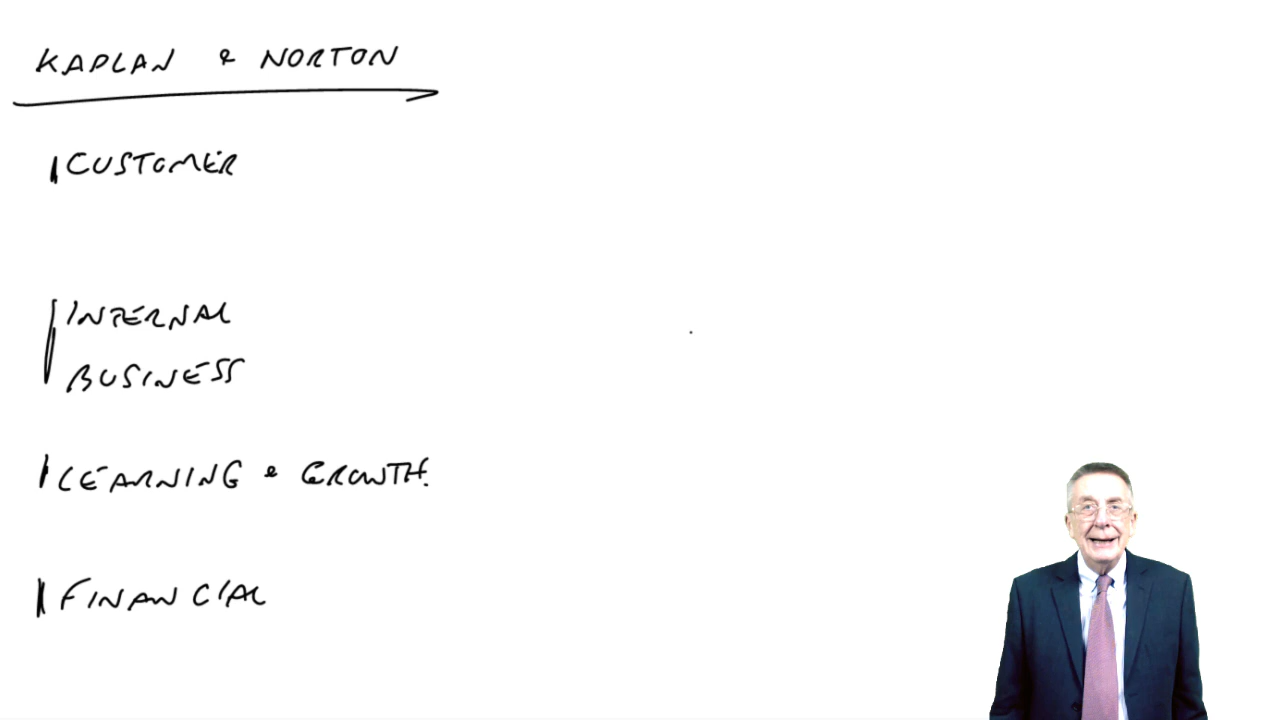 KAPLAN & NORTON
CUSTOMER
INTERNAL
BUSINESS
LEARNING & GROWTH.
FINANCIAL